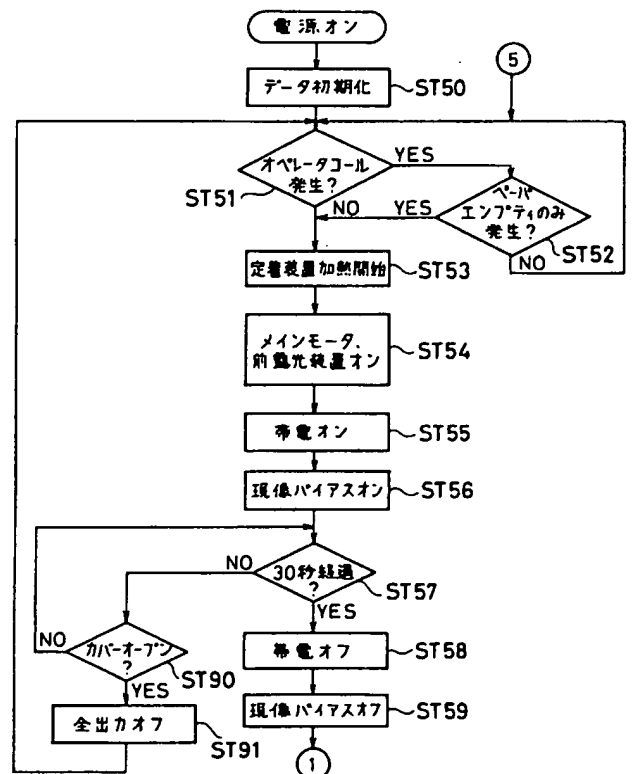 電源オン
5
データ初期化
ST50
オペレータコール
発生?
YES
ST51
NO
YES
ペーパ
エンプティのみ
発生?
ST52
NO
定着装置加熱開始
ST53
メインモータ、
前露光装置オン
ST54
帯電オン
ST55
現像バイアスオン
ST56
NO
30秒経過
?
ST57
YES
NO
カバーオープン
?
ST90
YES
帯電オフ
ST58
全出力オフ
ST91
現像バイアスオフ
ST59
1